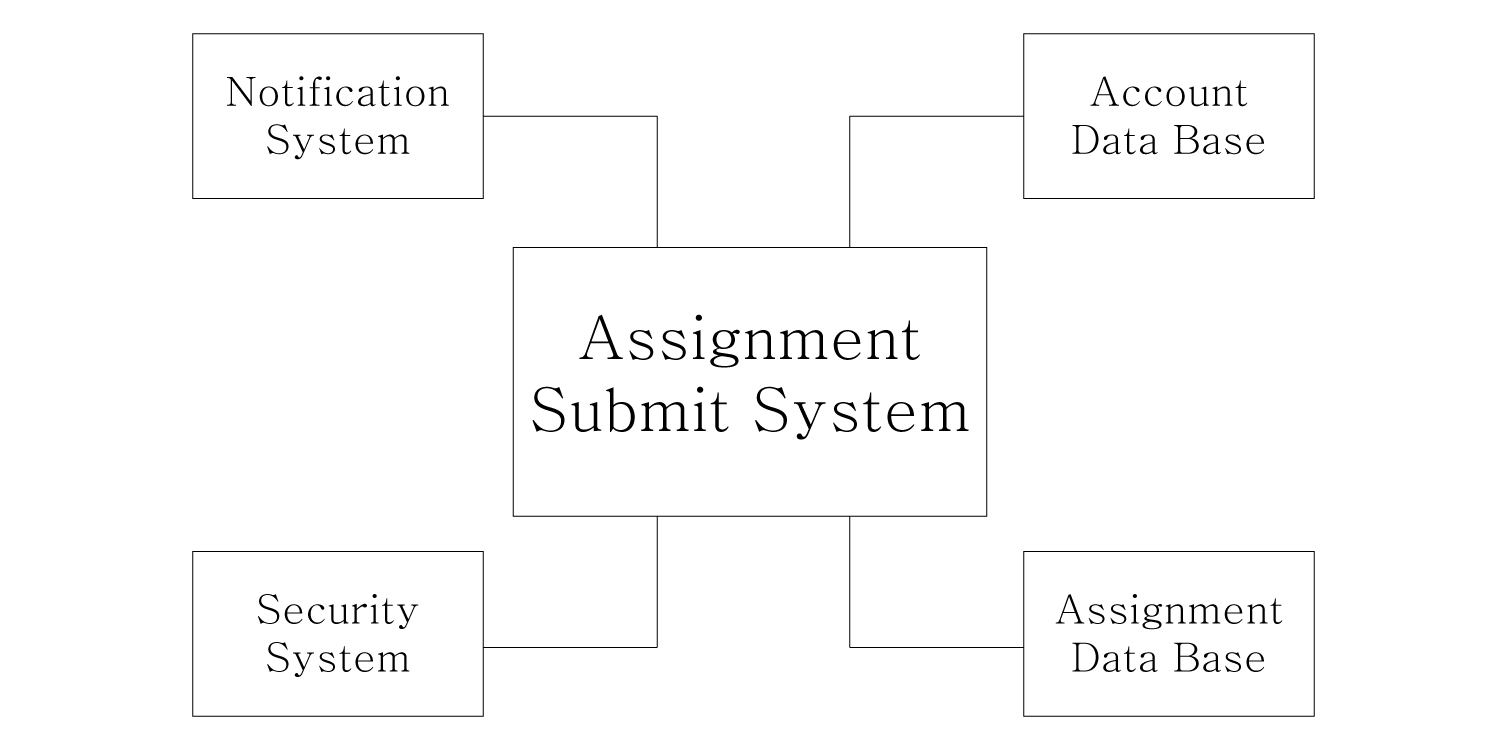 Notification
System
Account
Data Base
Assignment
Submit System
Security
System
Assignment
Data Base